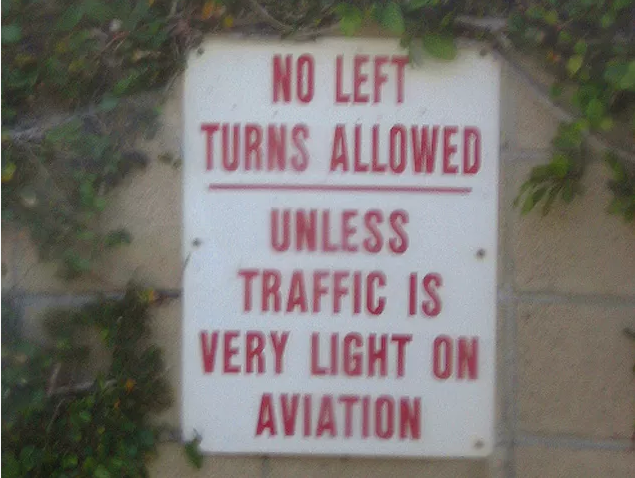 NO LEFT
TURNS ALLOWED
UNLESS
TRAFFIC IS
VERY LIGHT ON
AVIATION